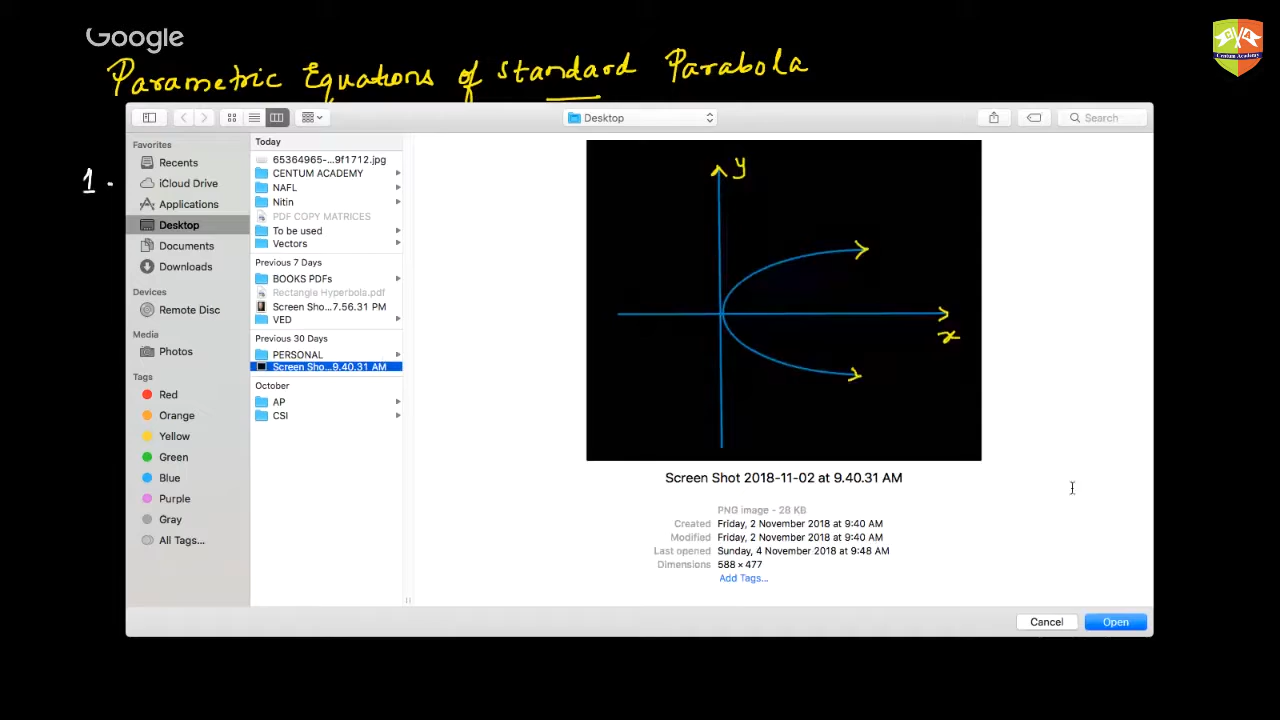 Google
Parametric Equations of Standard Parabola
Centum Academy
1.
Desktop
Search
Favorites
Recents
iCloud Drive
Applications
Desktop
Documents
Downloads
Devices
Remote Disc
Media
Photos
Tags
Red
Orange
Yellow
Green
Blue
Purple
Gray
All Tags...
Today
65364965-...9f1712.jpg
CENTUM ACADEMY
NAFL
Nitin
PDF COPY MATRICES
To be used
Vectors
Previous 7 Days
BOOKS PDFs
Rectangle Hyperbola.pdf
Screen Sho...7.56.31 PM
VED
Previous 30 Days
PERSONAL
Screen Sho...9.40.31 AM
October
AP
CSI
y
x
Screen Shot 2018-11-02 at 9.40.31 AM
PNG image - 28 KB
Created Friday, 2 November 2018 at 9:40 AM
Modified Friday, 2 November 2018 at 9:40 AM
Last opened Sunday, 4 November 2018 at 9:48 AM
Dimensions 588 × 477
Add Tags...
Cancel
Open